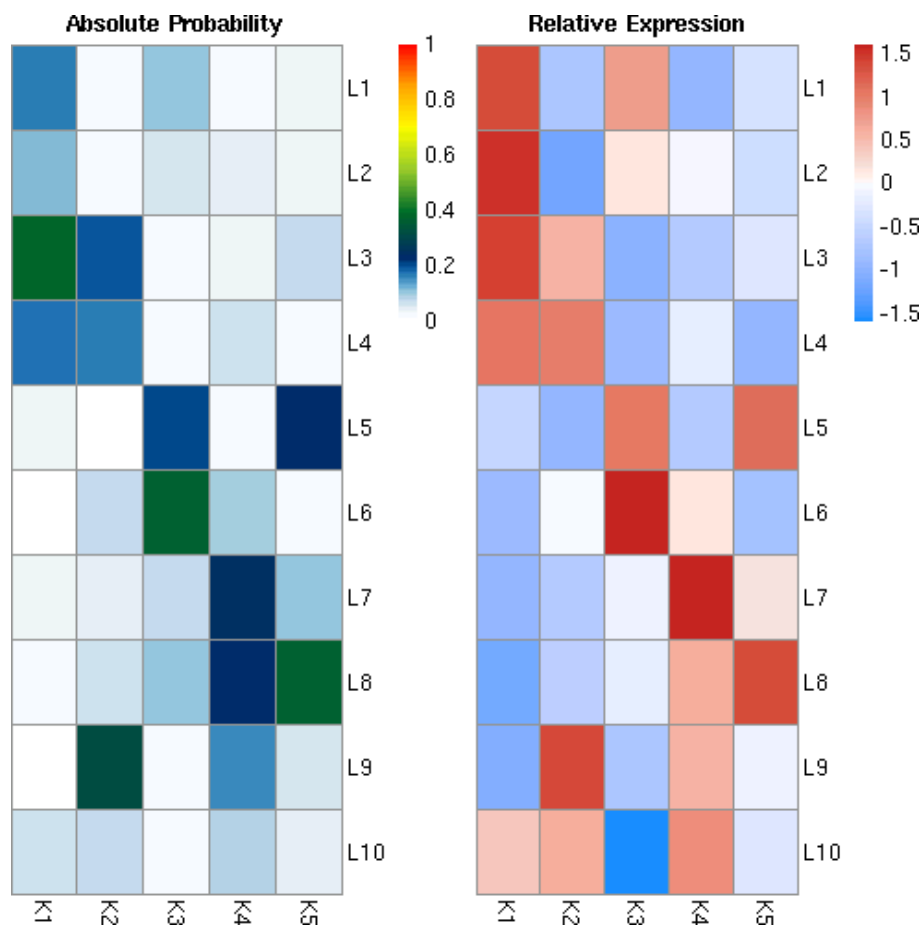 Absolute Probability
Relative Expression
1
0.8
0.6
0.4
0.2
0
1.5
1
0.5
0
-0.5
-1
-1.5
L1
L2
L3
L4
L5
L6
L7
L8
L9
L10
L1
L2
L3
L4
L5
L6
L7
L8
L9
L10
K1
K2
K3
K4
K5
K1
K2
K3
K4
K5